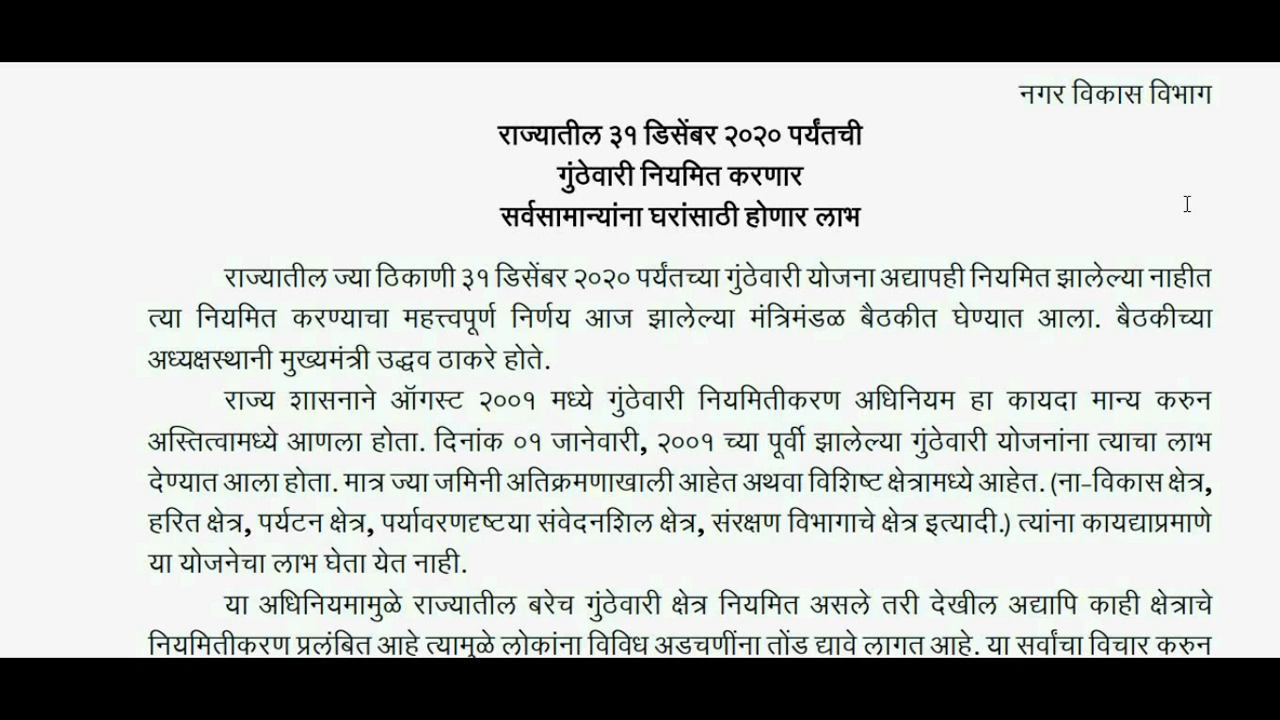 नगर विकास विभाग
राज्यातील ३१ डिसेंबर २०२० पर्यंतची
गुंठेवारी नियमित करणार
सर्वसामान्यांना घरांसाठी होणार लाभ
राज्यातील ज्या ठिकाणी ३१ डिसेंबर २०२० पर्यंतच्या गुंठेवारी योजना अद्यापही नियमित झालेल्या नाहीत
त्या नियमित करण्याचा महत्त्वपूर्ण निर्णय आज झालेल्या मंत्रिमंडळ बैठकीत घेण्यात आला. बैठकीच्या
अध्यक्षस्थानी मुख्यमंत्री उद्धव ठाकरे होते.
राज्य शासनाने ऑगस्ट २००१ मध्ये गुंठेवारी नियमितीकरण अधिनियम हा कायदा मान्य करुन
अस्तित्वामध्ये आणला होता. दिनांक ०१ जानेवारी, २००१ च्या पूर्वी झालेल्या गुंठेवारी योजनांना त्याचा लाभ
देण्यात आला होता. मात्र ज्या जमिनी अतिक्रमणाखाली आहेत अथवा विशिष्ट क्षेत्रामध्ये आहेत. (ना-विकास क्षेत्र,
हरित क्षेत्र, पर्यटन क्षेत्र, पर्यावरणदृष्टया संवेदनशिल क्षेत्र, संरक्षण विभागाचे क्षेत्र इत्यादी.) त्यांना कायद्याप्रमाणे
या योजनेचा लाभ घेता येत नाही.
या अधिनियमामुळे राज्यातील बरेच गुंठेवारी क्षेत्र नियमित असले तरी देखील अद्यापि काही क्षेत्राचे
नियमितीकरण प्रलंबित आहे त्यामुळे लोकांना विविध अडचणींना तोंड द्यावे लागत आहे. या सर्वांचा विचार करुन